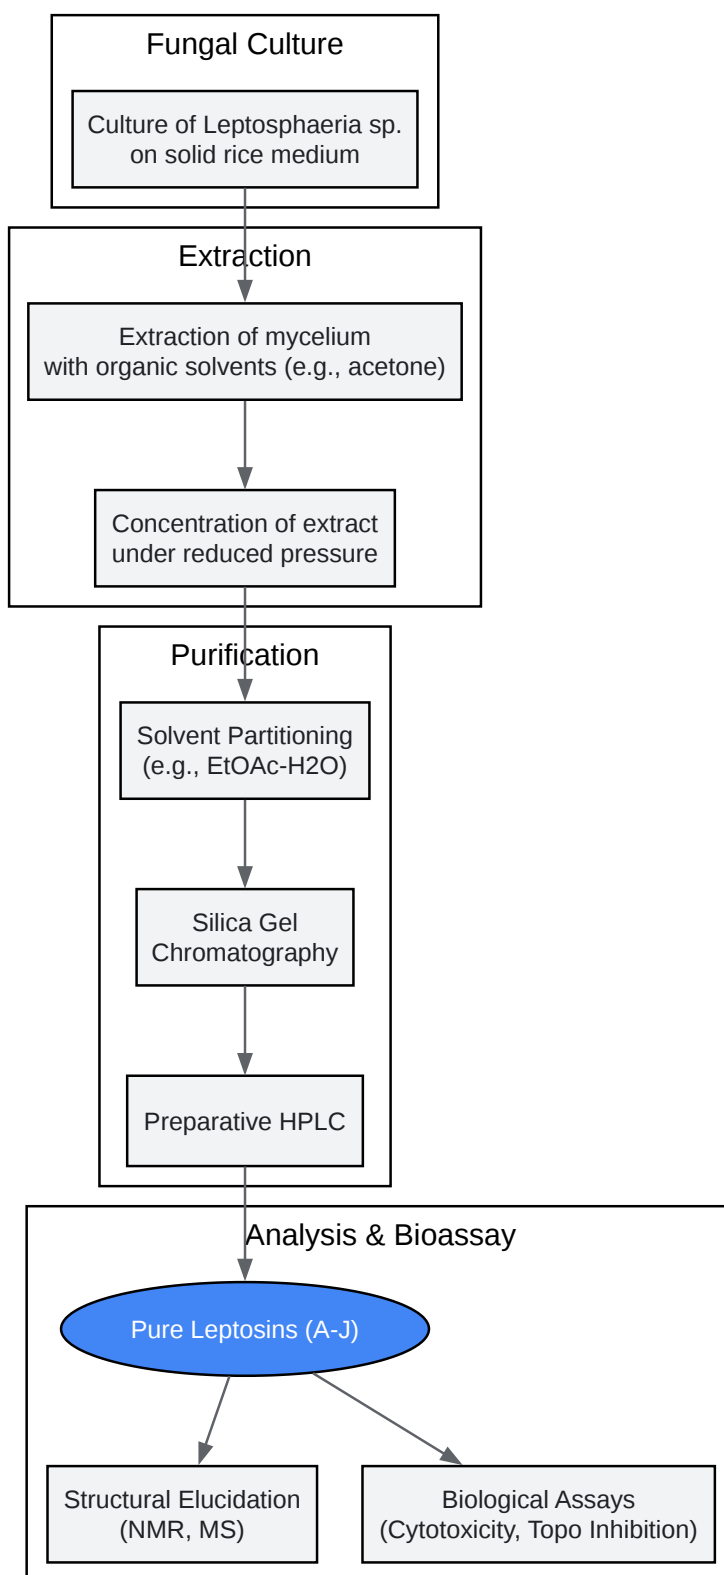 Fungal Culture
Culture of Leptosphaeria sp.
on solid rice medium
Extraction
Extraction of mycelium
with organic solvents (e.g., acetone)
Concentration of extract
under reduced pressure
Purification
Solvent Partitioning
(e.g., EtOAc-H2O)
Silica Gel
Chromatography
Preparative HPLC
Analysis & Bioassay
Pure Leptosins (A-J)
Structural Elucidation
(NMR, MS)
Biological Assays
(Cytotoxicity, Topo Inhibition)